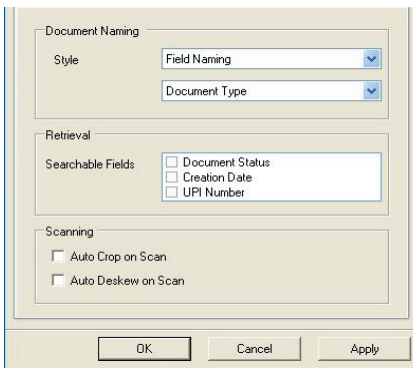 Document Naming
Style
Field Naming
Document Type
Retrieval
Searchable Fields
Document Status
Creation Date
UPI Number
Scanning
Auto Crop on Scan
Auto Deskew on Scan
OK Cancel Apply